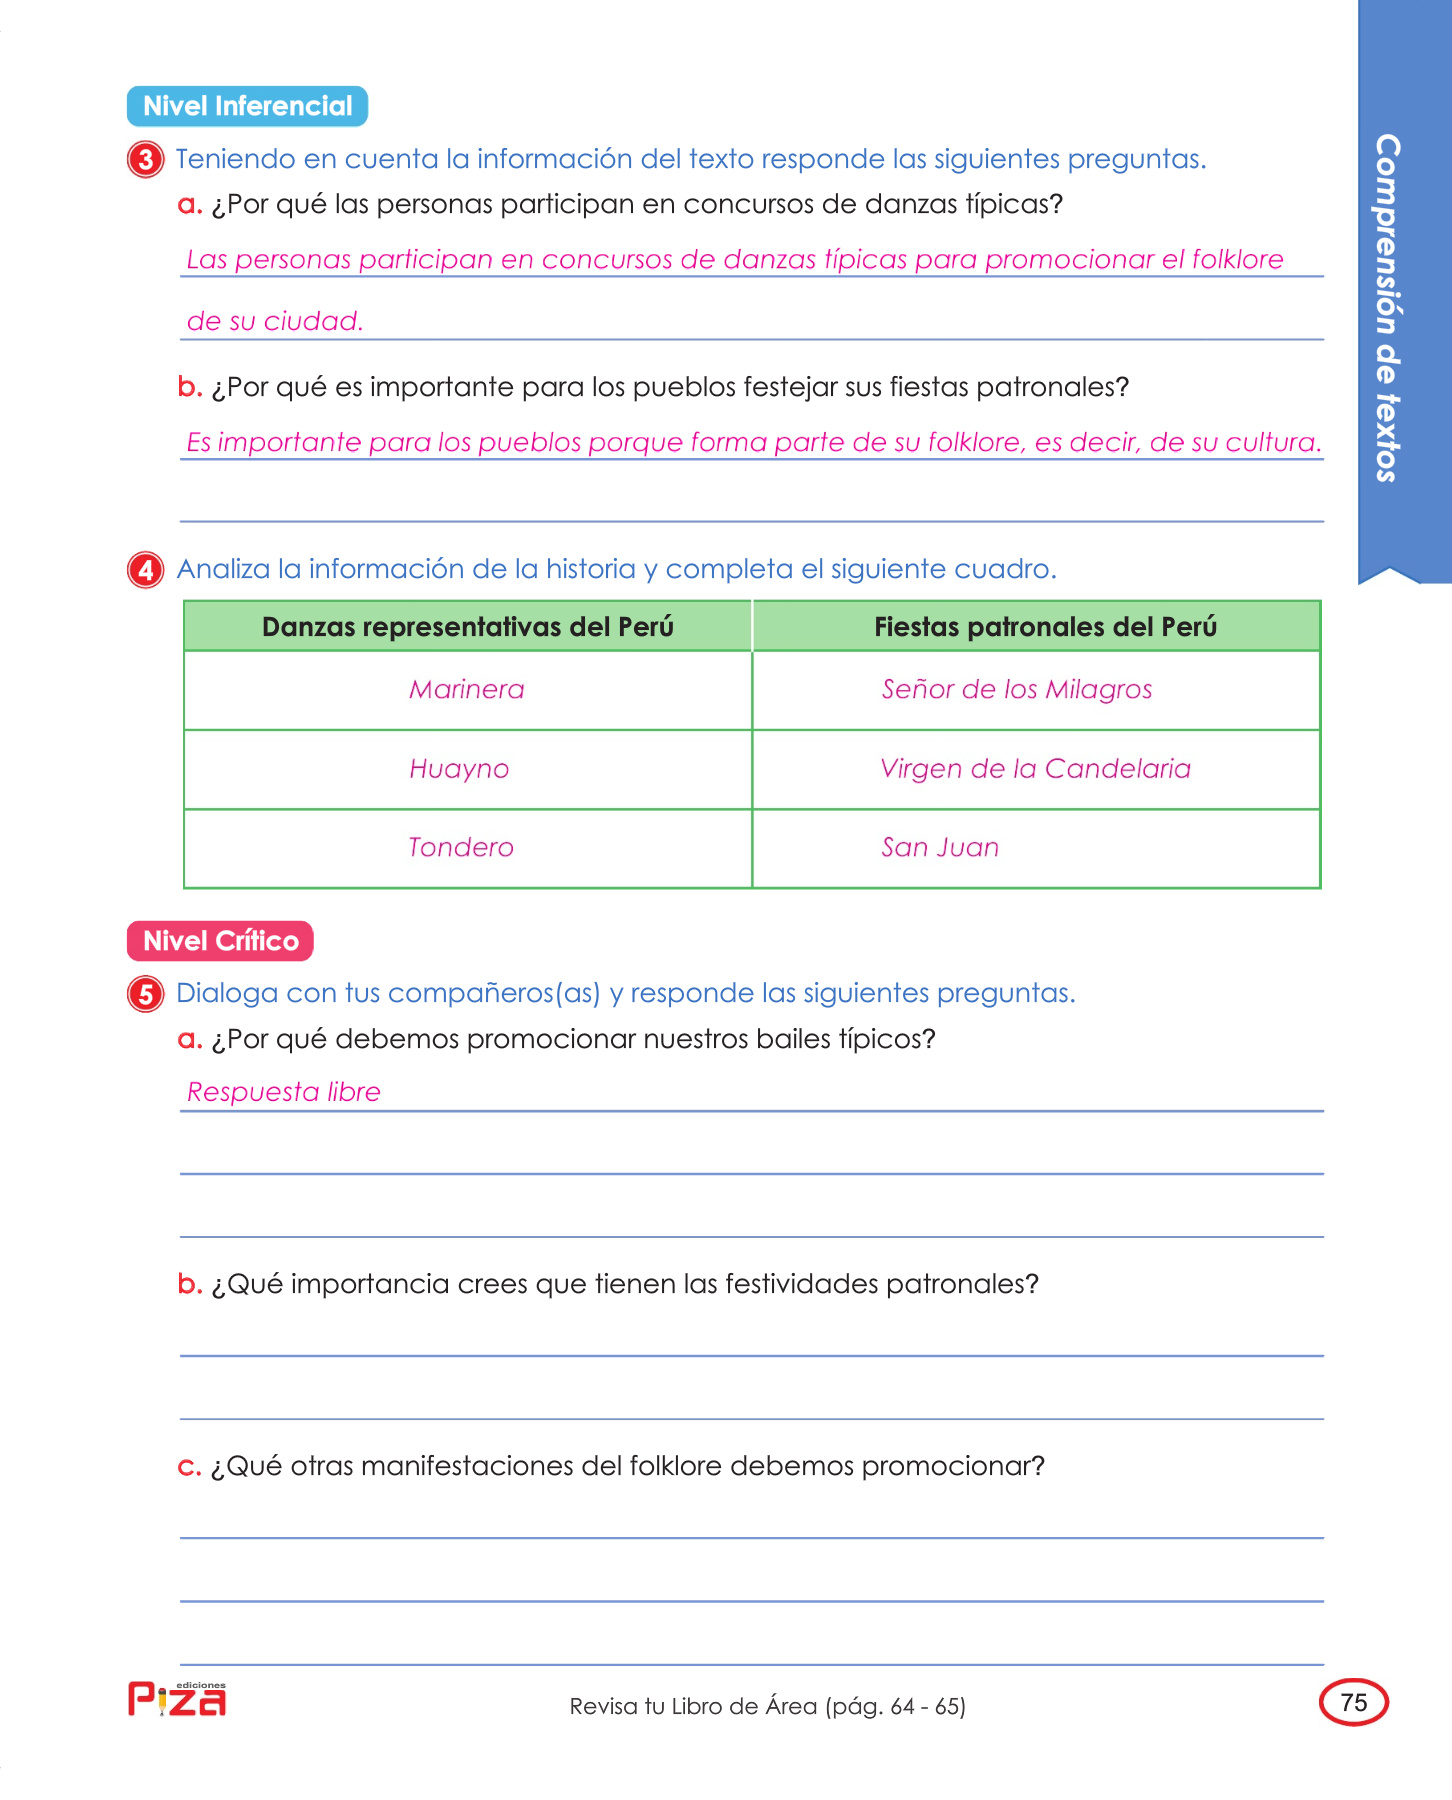 Nivel Inferencial
3 Teniendo en cuenta la información del texto responde las siguientes preguntas.
a. ¿Por qué las personas participan en concursos de danzas típicas?
Las personas participan en concursos de danzas típicas para promocionar el folklore
de su ciudad.
b. ¿Por qué es importante para los pueblos festejar sus fiestas patronales?
Es importante para los pueblos porque forma parte de su folklore, es decir, de su cultura.
4 Analiza la información de la historia y completa el siguiente cuadro.
Danzas representativas del Perú Fiestas patronales del Perú
Marinera Señor de los Milagros
Huayno Virgen de la Candelaria
Tondero San Juan
Nivel Crítico
5 Dialoga con tus compañeros(as) y responde las siguientes preguntas.
a. ¿Por qué debemos promocionar nuestros bailes típicos?
Respuesta libre
b. ¿Qué importancia crees que tienen las festividades patronales?
c. ¿Qué otras manifestaciones del folklore debemos promocionar?
Comprensión de textos
ediciones
Piza
Revisa tu Libro de Área (pág. 64 - 65)
75